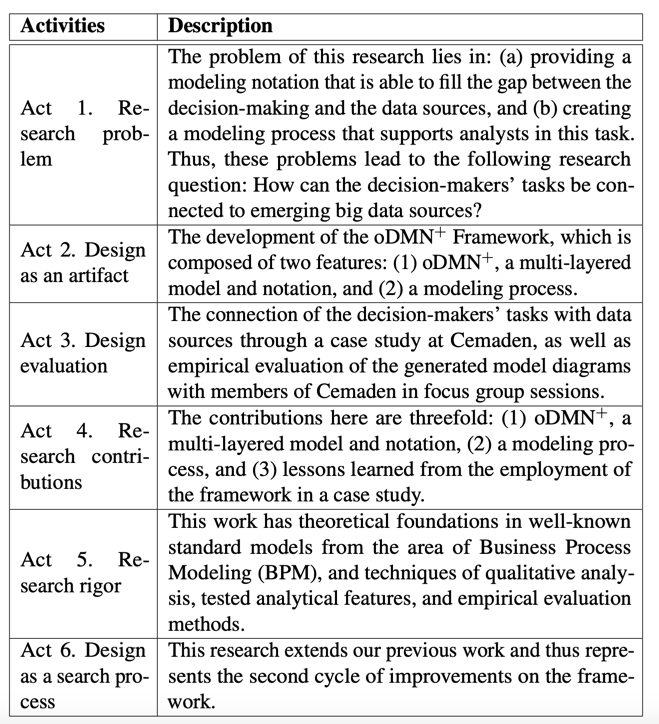 Activities Description
The problem of this research lies in: (a) providing a
modeling notation that is able to fill the gap between the
Act 1. Re- decision-making and the data sources, and (b) creating
search prob- a modeling process that supports analysts in this task.
lem Thus, these problems lead to the following research
question: How can the decision-makers’ tasks be con-
nected to emerging big data sources?
Act 2. Design
as an artifact
The development of the oDMN+ Framework, which is
composed of two features: (1) oDMN+, a multi-layered
model and notation, and (2) a modeling process.
Act 3. Design
evaluation
The connection of the decision-makers’ tasks with data
sources through a case study at Cemaden, as well as
empirical evaluation of the generated model diagrams
with members of Cemaden in focus group sessions.
Act 4. Re-
search contri-
butions
The contributions here are threefold: (1) oDMN+, a
multi-layered model and notation, (2) a modeling pro-
cess, and (3) lessons learned from the employment of
the framework in a case study.
Act 5. Re-
search rigor
This work has theoretical foundations in well-known
standard models from the area of Business Process
Modeling (BPM), and techniques of qualitative analy-
sis, tested analytical features, and empirical evaluation
methods.
Act 6. Design
as a search pro-
cess
This research extends our previous work and thus repre-
sents the second cycle of improvements on the frame-
work.